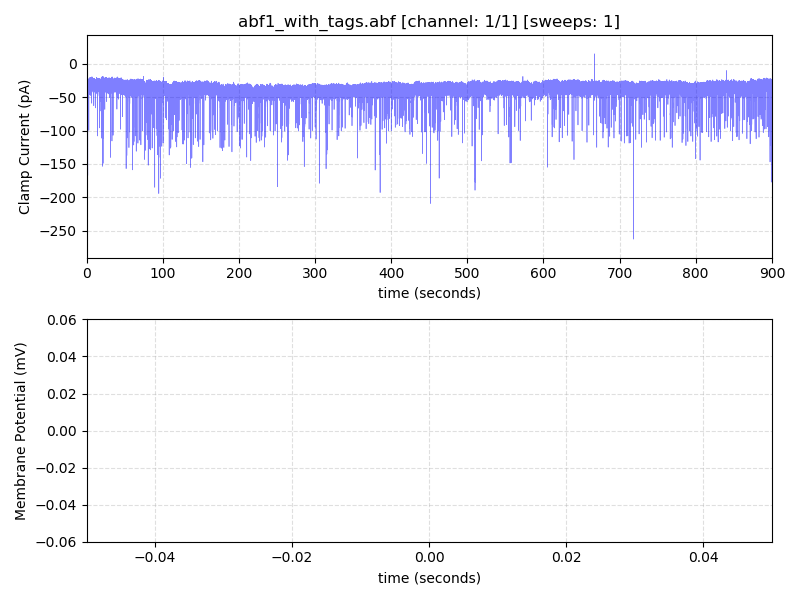 abf1_with_tags.abf [channel: 1/1] [sweeps: 1]
0
−50
−100
−150
−200
−250
Clamp Current (pA)
0 100 200 300 400 500 600 700 800 900
time (seconds)
0.06
0.04
0.02
0.00
−0.02
−0.04
−0.06
Membrane Potential (mV)
−0.04 −0.02 0.00 0.02 0.04
time (seconds)